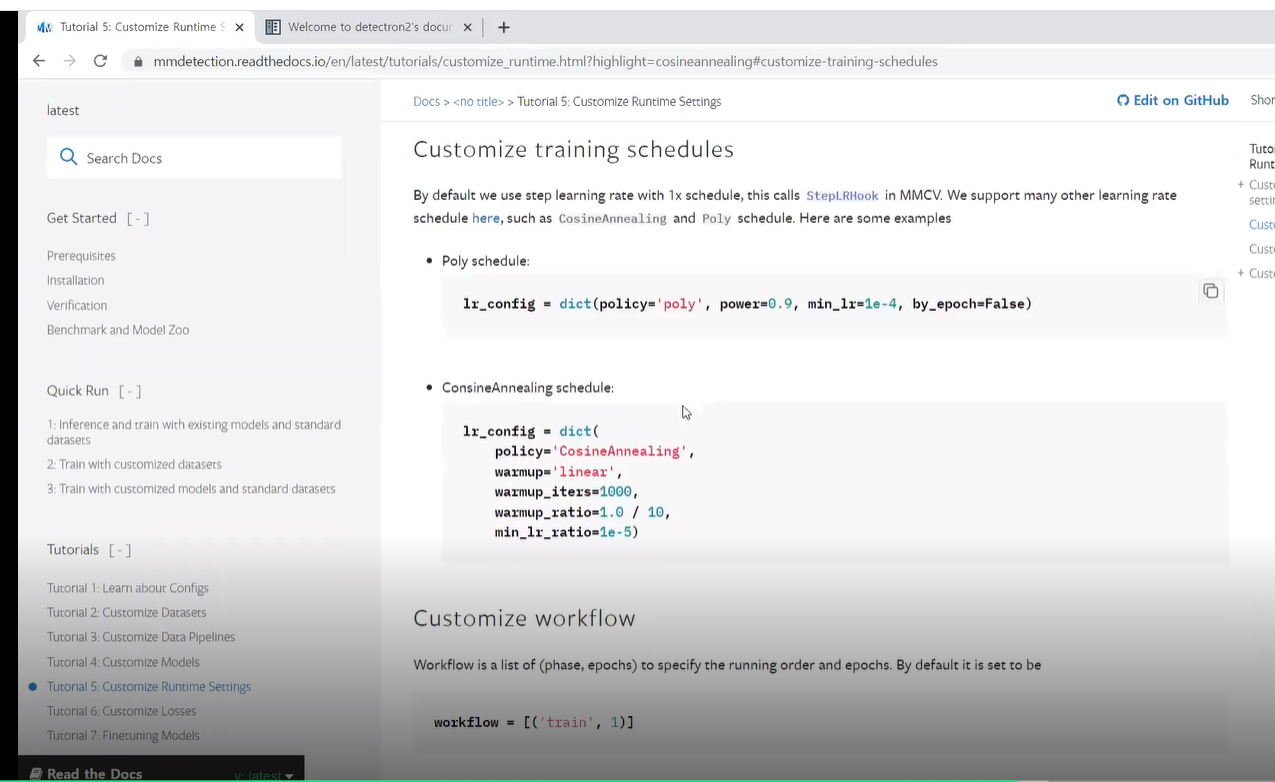 Tutorial 5: Customize Runtime S
Welcome to detectron2's docur
mmdetection.readthedocs.io/en/latest/tutorials/customize_runtime.html?highlight=cosineannealing#customize-training-schedules
latest
Search Docs
Get Started [ - ]
Prerequisites
Installation
Verification
Benchmark and Model Zoo
Quick Run [ - ]
1: Inference and train with existing models and standard
datasets
2: Train with customized datasets
3: Train with customized models and standard datasets
Tutorials [ - ]
Tutorial 1: Learn about Configs
Tutorial 2: Customize Datasets
Tutorial 3: Customize Data Pipelines
Tutorial 4: Customize Models
Tutorial 5: Customize Runtime Settings
Tutorial 6: Customize Losses
Tutorial 7: Finetuning Models
Read the Docs v: latest
Docs > <no title> > Tutorial 5: Customize Runtime Settings
Edit on GitHub
Shor
Customize training schedules
By default we use step learning rate with 1x schedule, this calls StepLRHook in MMCV. We support many other learning rate
schedule here, such as CosineAnnealing and Poly schedule. Here are some examples
• Poly schedule:
lr_config = dict(policy='poly', power=0.9, min_lr=1e-4, by_epoch=False)
• ConsineAnnealing schedule:
lr_config = dict(
policy='CosineAnnealing',
warmup='linear',
warmup_iters=1000,
warmup_ratio=1.0 / 10,
min_lr_ratio=1e-5)
Customize workflow
Workflow is a list of (phase, epochs) to specify the running order and epochs. By default it is set to be
workflow = [('train', 1)]
Tuto
Runt
+ Custo
settin
Custo
Custo
+ Custo